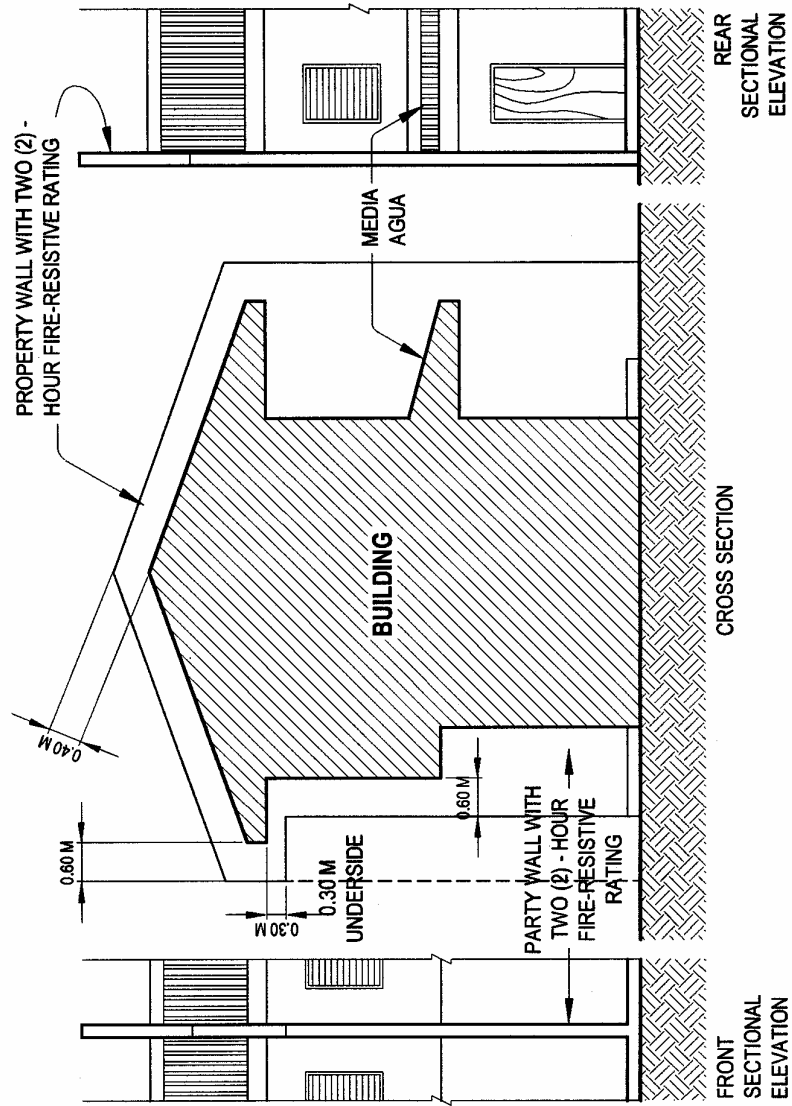 PROPERTY WALL WITH TWO (2) -
HOUR FIRE-RESISTIVE RATING
0.40 M
0.60 M
0.30 M
0.30 M
UNDERSIDE
0.60 M
BUILDING
MEDIA
AGUA
PARTY WALL WITH
TWO (2) - HOUR
FIRE-RESISTIVE
RATING
FRONT
SECTIONAL
ELEVATION
CROSS SECTION
REAR
SECTIONAL
ELEVATION